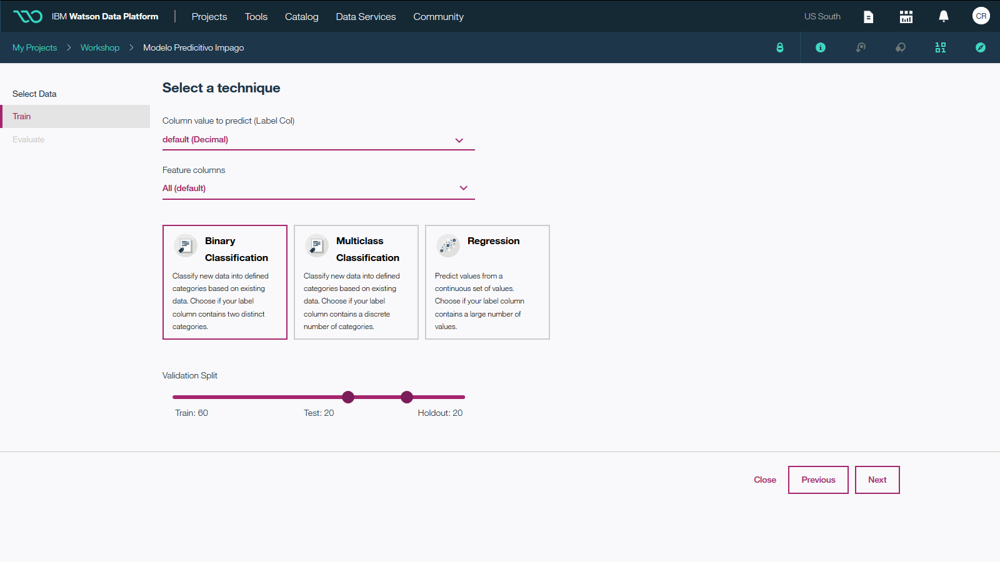 IBM Watson Data Platform
Projects
Tools
Catalog
Data Services
Community
US South
CR
My Projects
Workshop
Modelo Predicitivo Impago
Select Data
Train
Evaluate
Select a technique
Column value to predict (Label Col)
default (Decimal)
Feature columns
All (default)
Binary
Classification
Classify new data into defined
categories based on existing
data. Choose if your label
column contains two distinct
categories.
Multiclass
Classification
Classify new data into defined
categories based on existing
data. Choose if your label
column contains a discrete
number of categories.
Regression
Predict values from a
continuous set of values.
Choose if your label column
contains a large number of
values.
Validation Split
Train: 60
Test: 20
Holdout: 20
Close
Previous
Next